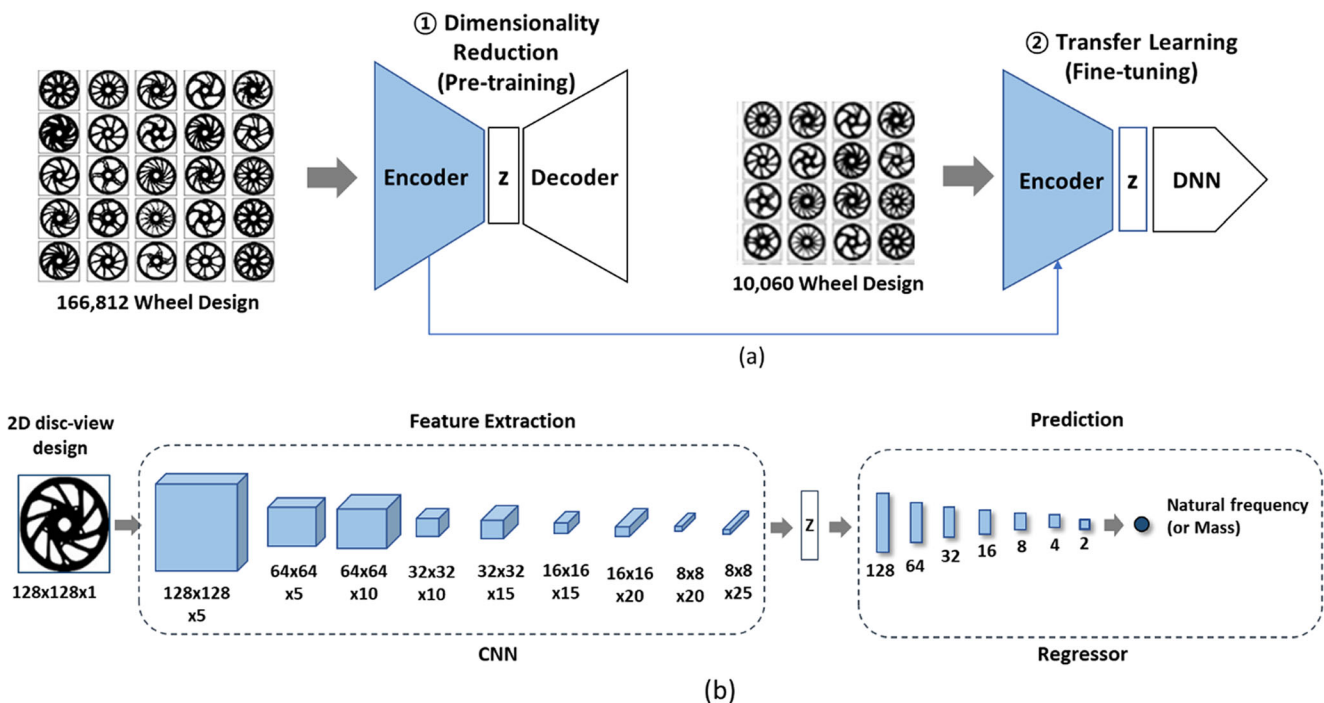 ① Dimensionality
Reduction
(Pre-training)
Encoder
z
Decoder
166,812 Wheel Design
② Transfer Learning
(Fine-tuning)
Encoder
z
DNN
10,060 Wheel Design
(a)
2D disc-view
design
128x128x1
Feature Extraction
128x128
x5
64x64
x5
64x64
x10
32x32
x10
32x32
x15
16x16
x15
16x16
x20
8x8
x20
8x8
x25
CNN
z
Prediction
128
64
32
16
8
4
2
Natural frequency
(or Mass)
Regressor
(b)